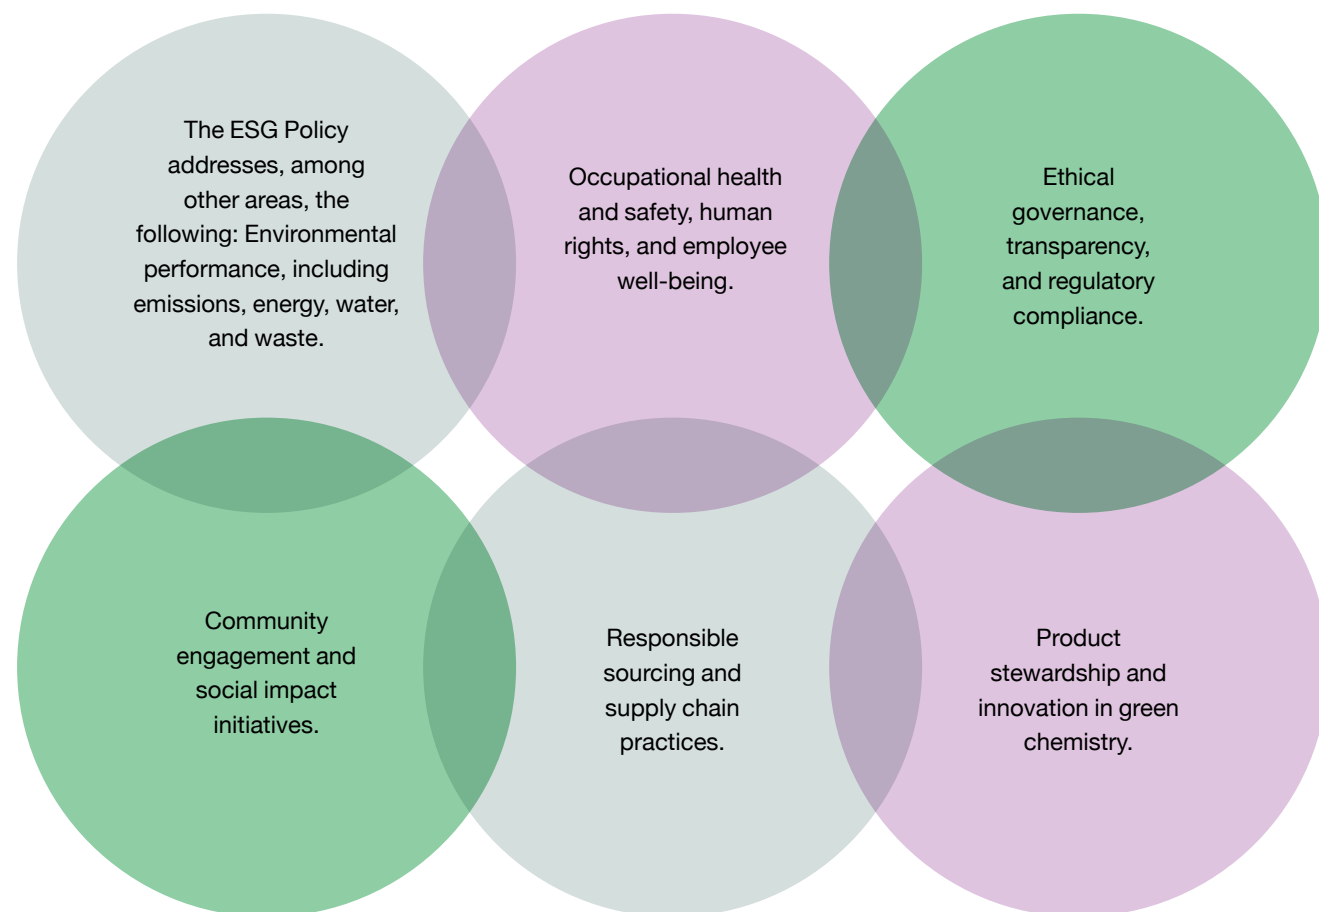 The ESG Policy
addresses, among
other areas, the
following: Environmental
performance, including
emissions, energy, water,
and waste.
Occupational health
and safety, human
rights, and employee
well-being.
Ethical
governance,
transparency,
and regulatory
compliance.
Community
engagement and
social impact
initiatives.
Responsible
sourcing and
supply chain
practices.
Product
stewardship and
innovation in green
chemistry.